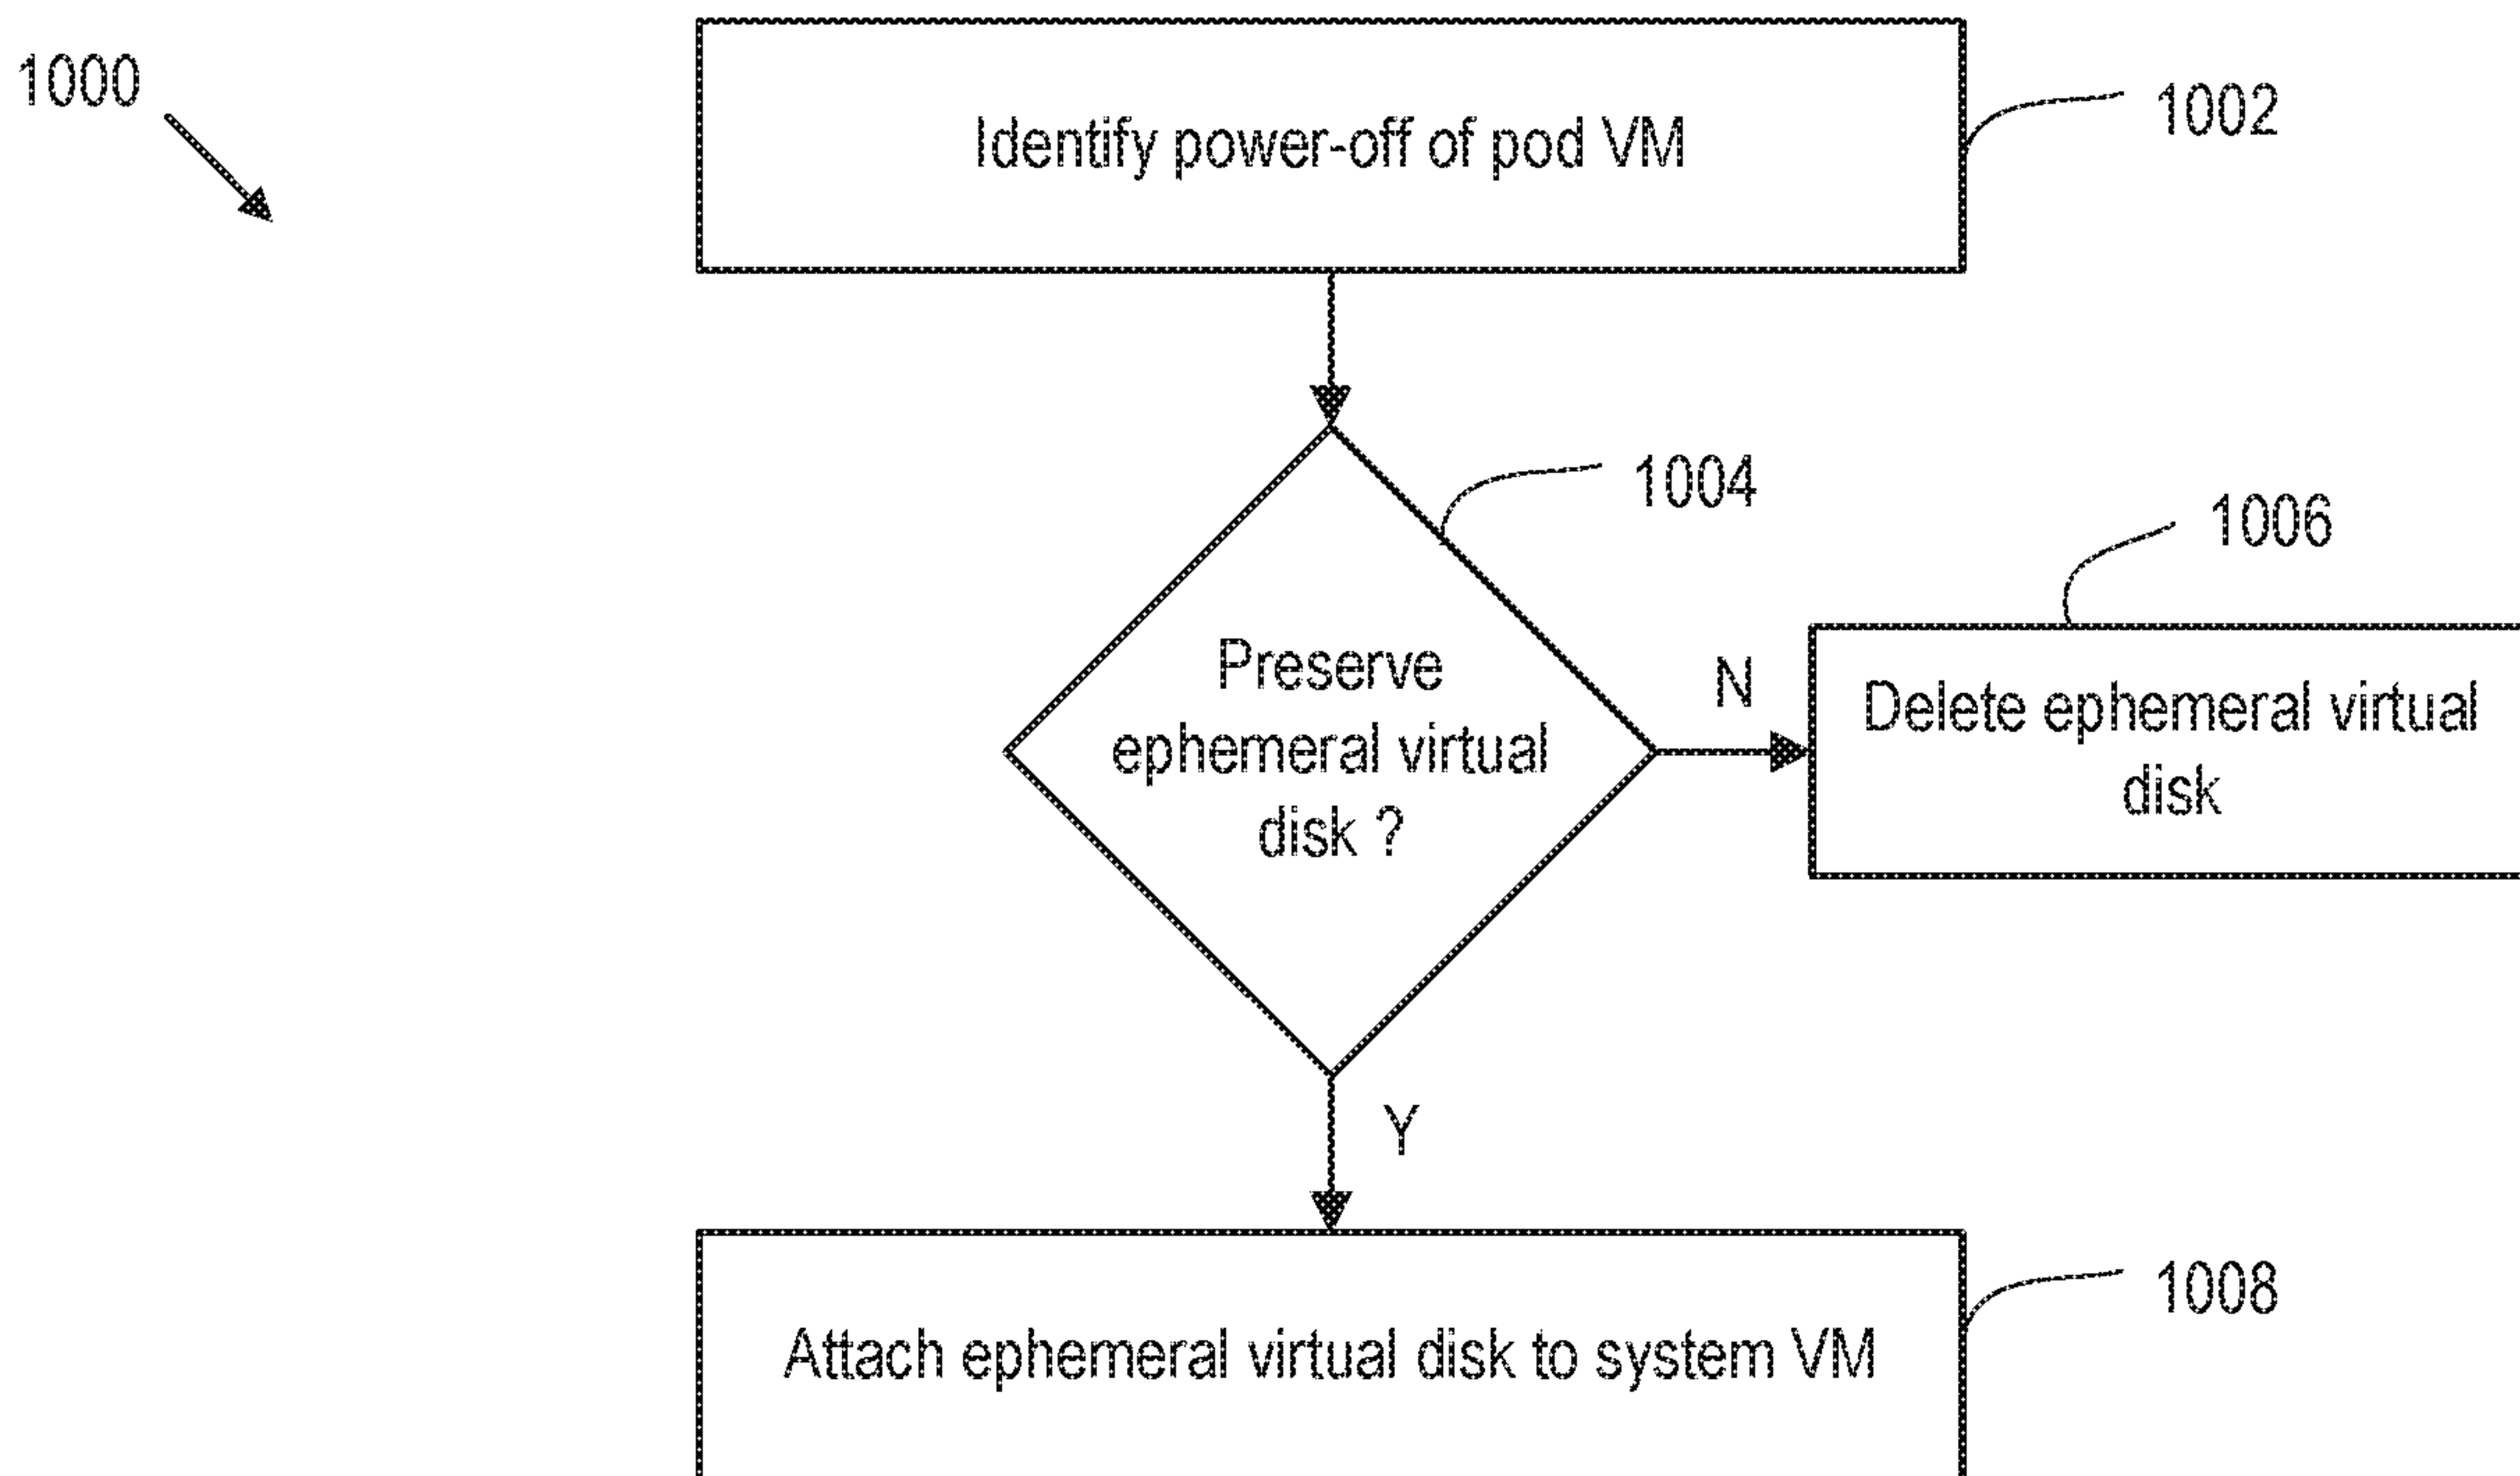 1000
Identify power-off of pod VM
1002
1004
1006
Preserve
ephemeral virtual
disk ?
N
Delete ephemeral virtual
disk
Y
Attach ephemeral virtual disk to system VM
1008